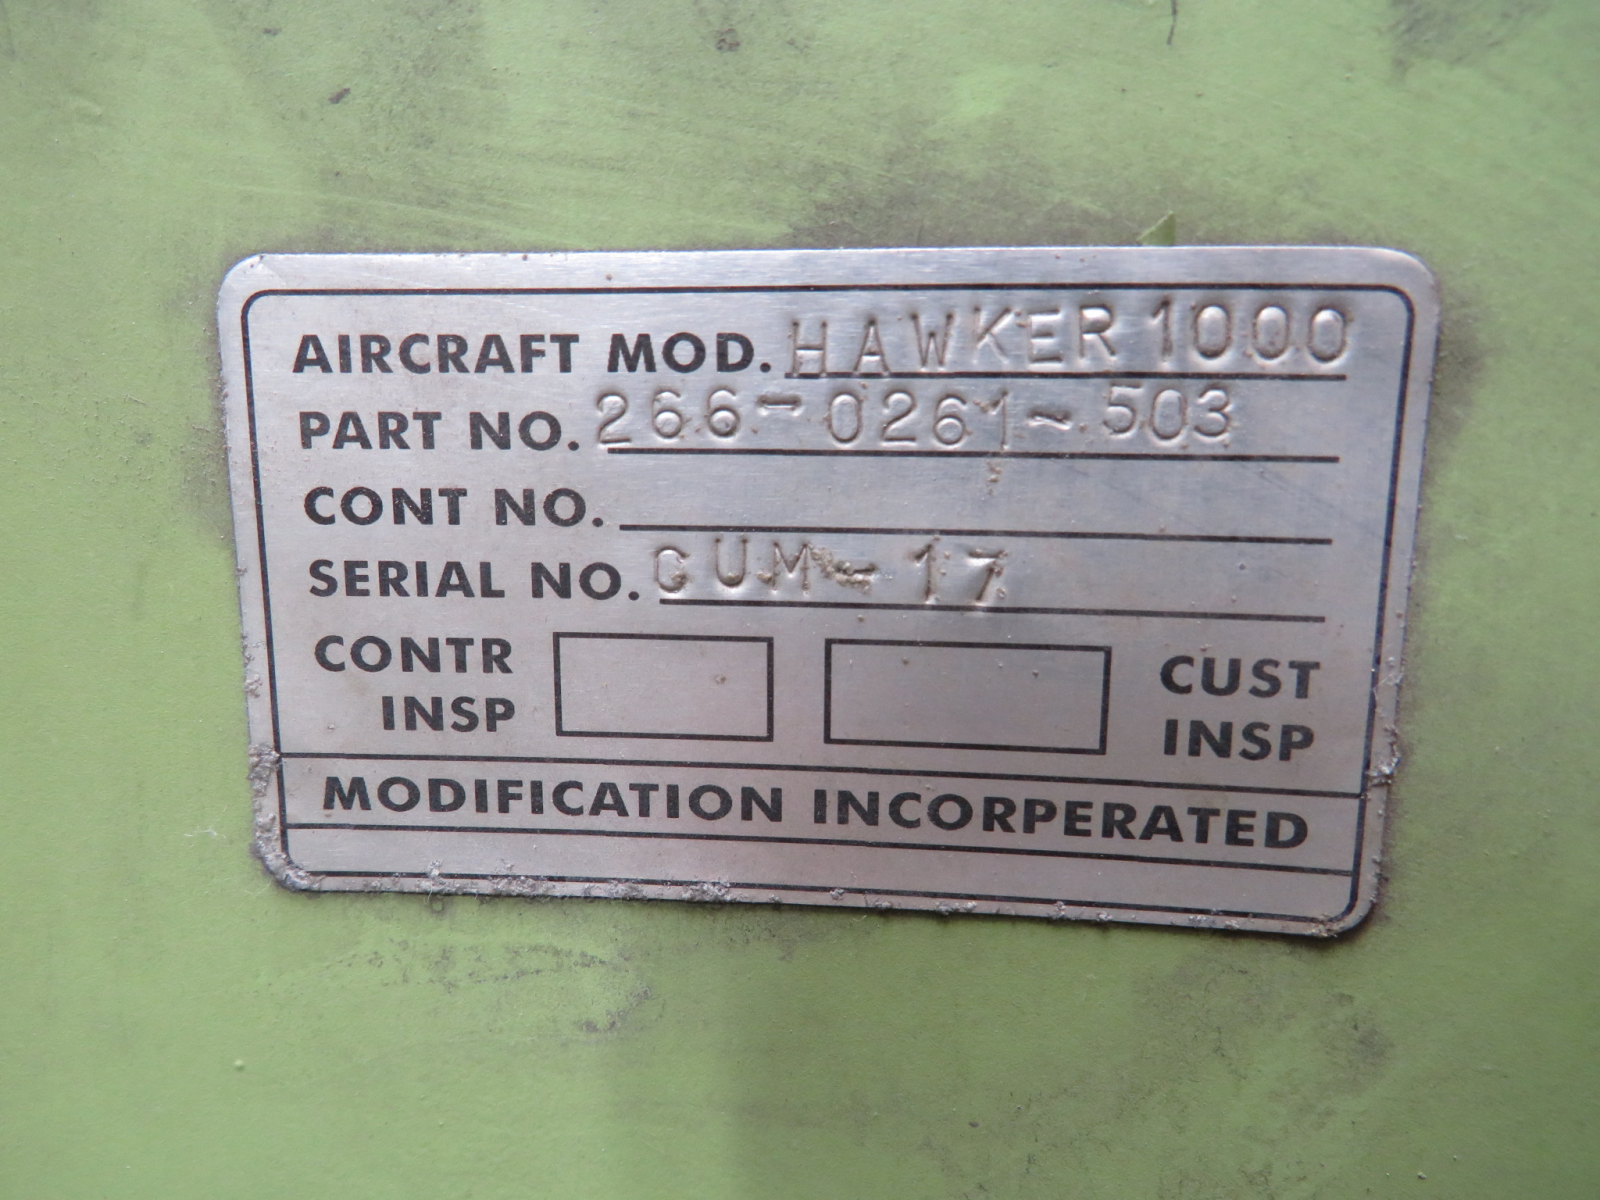 AIRCRAFT MOD. HAWKER 1000
PART NO. 266-0261-503
CONT NO.
SERIAL NO. GUM-17
CONTR INSP
CUST INSP
MODIFICATION INCORPERATED